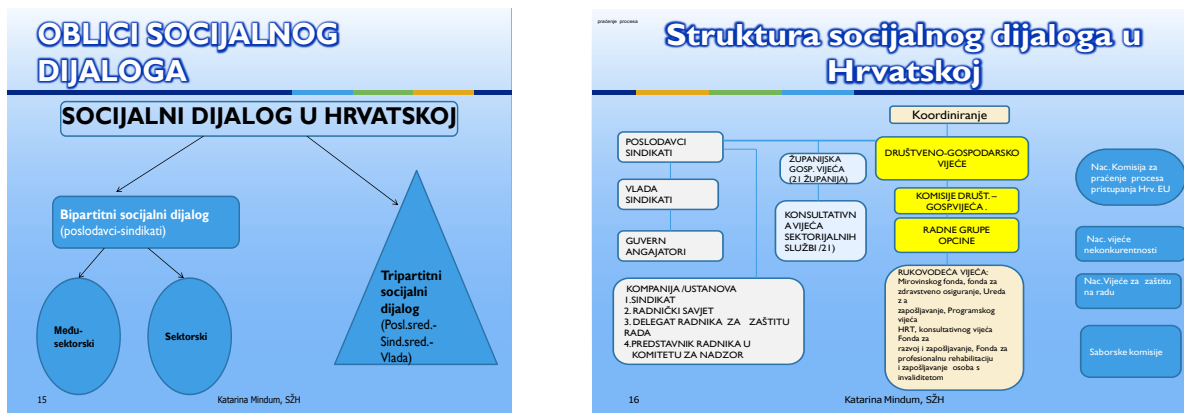 OBLICI SOCIJALNOG
DIJALOGA
SOCIJALNI DIJALOG U HRVATSKOJ
Bipartitni socijalni dijalog
(poslodavci-sindikati)
Među-
sektorski
Sektorski
Tripartitni
socijalni
dijalog
(Posl.sred.-
Sind.sred.-
Vlada)
15
Katarina Mindum, SŽH
praćenje procesa
Struktura socijalnog dijaloga u
Hrvatskoj
Koordiniranje
POSLODAVCI
SINDIKATI
VLADA
SINDIKATI
GUVERN
ANGAJATORI
ŽUPANIJSKA
GOSP. VIJEĆA
(21 ŽUPANIJA)
KONSULTATIVN
A VIJEĆA
SEKTORIJALNIH
SLUŽBI /21)
DRUŠTVENO-GOSPODARSKO
VIJEĆE
KOMISIJE DRUŠT. –
GOSP.VIJEĆA .
RADNE GRUPE
OPCINE
KOMPANIJA /USTANOVA
1.SINDIKAT
2. RADNIČKI SAVJET
3. DELEGAT RADNIKA ZA ZAŠTITU
RADA
4.PREDSTAVNIK RADNIKA U
KOMITETU ZA NADZOR
RUKOVODEĆA VIJEĆA:
Mirovinskog fonda, fonda za
zdravstveno osiguranje, Ureda
z a
zapošljavanje, Programskog
vijeća
HRT, konsultativnog vijeća
Fonda za
razvoj i zapošljavanje, Fonda za
profesionalnu rehabilitaciju
i zapošljavanje osoba s
invaliditetom
Nac. Komisija za
praćenje procesa
pristupanja Hrv. EU
Nac. vijeće
nekonkurentnosti
Nac. Vijeće za zaštitu
na radu
Saborske komisije
16
Katarina Mindum, SŽH